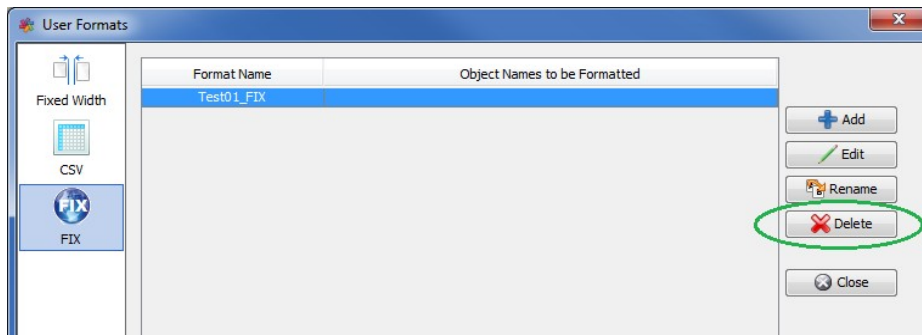 User Formats
Fixed Width
CSV
FIX
FIX
Format Name Object Names to be Formatted
Test01_FIX
Add
Edit
Rename
Delete
Close